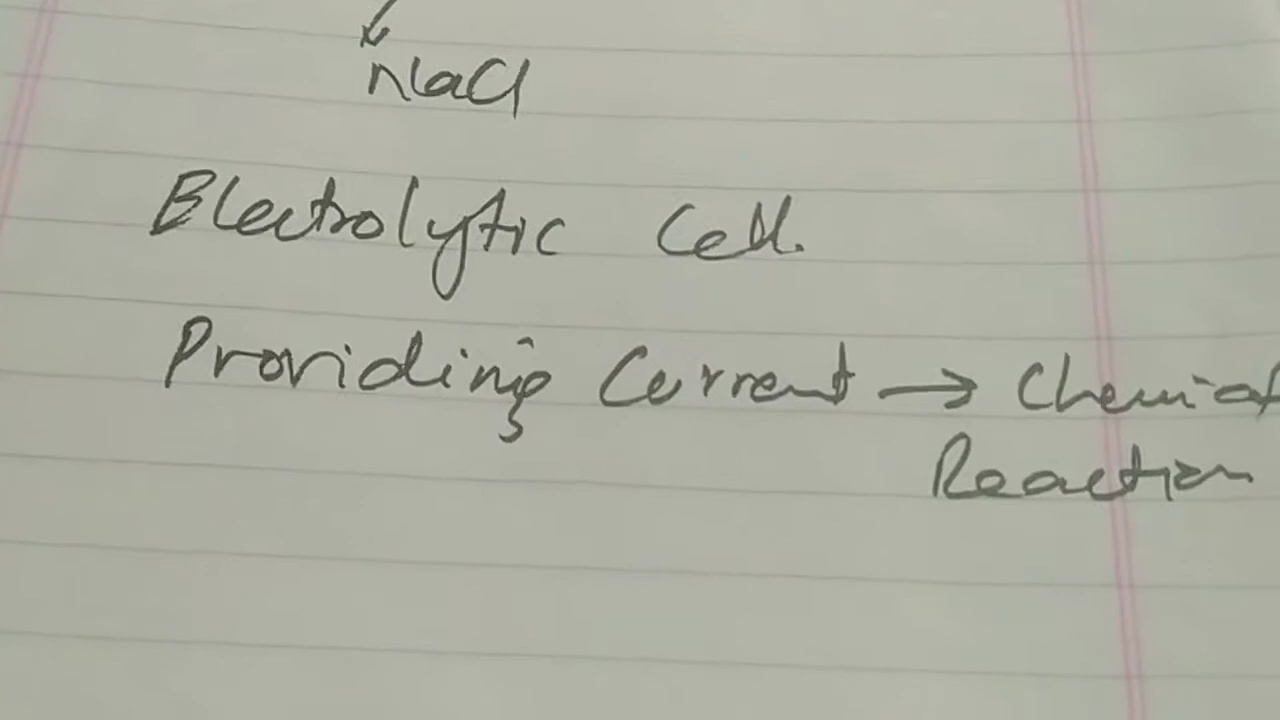 NaCl
Electrolytic Cell.
Providing Current → Chemical
Reaction